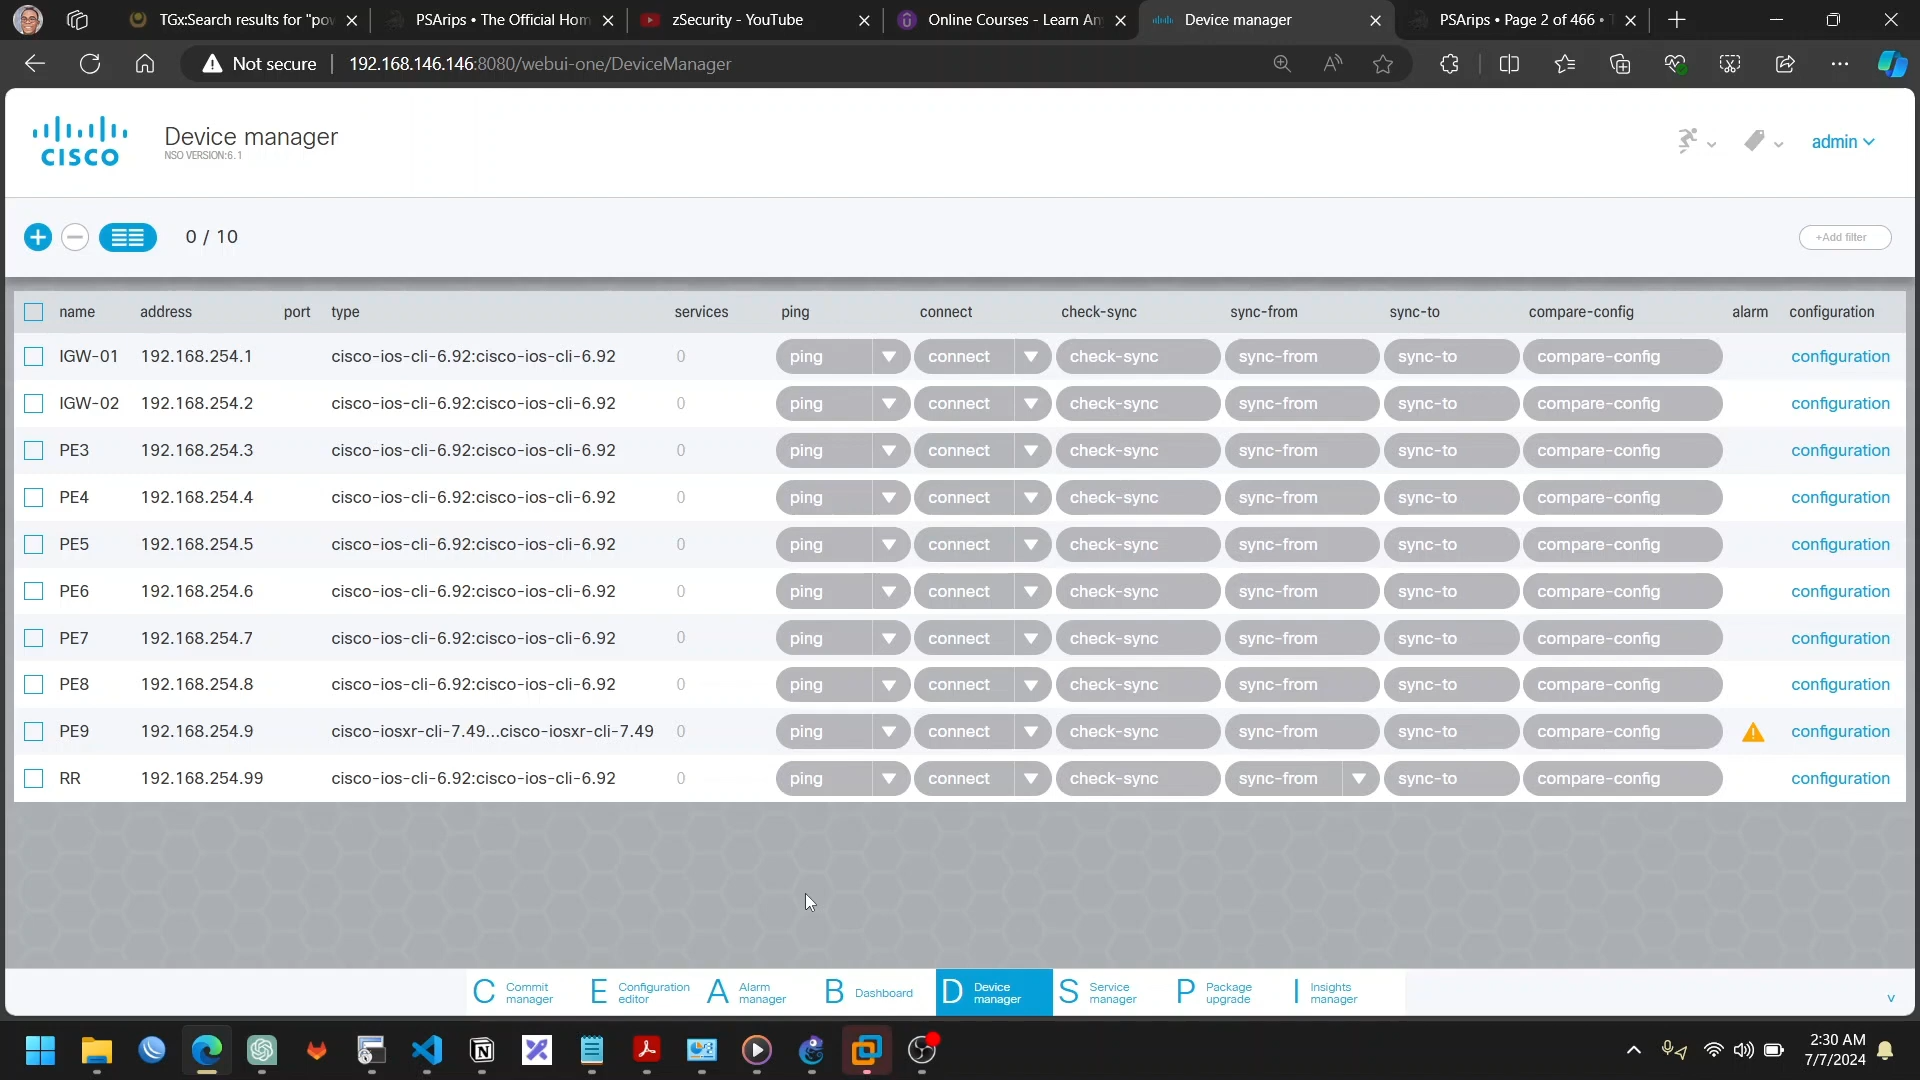 TGx:Search results for "pov
PSArips • The Official Hom
zSecurity - YouTube
Online Courses - Learn An
Device manager
PSArips • Page 2 of 466 •
Not secure
192.168.146.146:8080/webui-one/DeviceManager
CISCO
Device manager
NSO VERSION:6.1
admin
0 / 10
+Add filter
name address port type services ping connect check-sync sync-from sync-to compare-config alarm configuration
IGW-01 192.168.254.1 cisco-ios-cli-6.92:cisco-ios-cli-6.92 0 ping connect check-sync sync-from sync-to compare-config configuration
IGW-02 192.168.254.2 cisco-ios-cli-6.92:cisco-ios-cli-6.92 0 ping connect check-sync sync-from sync-to compare-config configuration
PE3 192.168.254.3 cisco-ios-cli-6.92:cisco-ios-cli-6.92 0 ping connect check-sync sync-from sync-to compare-config configuration
PE4 192.168.254.4 cisco-ios-cli-6.92:cisco-ios-cli-6.92 0 ping connect check-sync sync-from sync-to compare-config configuration
PE5 192.168.254.5 cisco-ios-cli-6.92:cisco-ios-cli-6.92 0 ping connect check-sync sync-from sync-to compare-config configuration
PE6 192.168.254.6 cisco-ios-cli-6.92:cisco-ios-cli-6.92 0 ping connect check-sync sync-from sync-to compare-config configuration
PE7 192.168.254.7 cisco-ios-cli-6.92:cisco-ios-cli-6.92 0 ping connect check-sync sync-from sync-to compare-config configuration
PE8 192.168.254.8 cisco-ios-cli-6.92:cisco-ios-cli-6.92 0 ping connect check-sync sync-from sync-to compare-config configuration
PE9 192.168.254.9 cisco-iosxr-cli-7.49...cisco-iosxr-cli-7.49 0 ping connect check-sync sync-from sync-to compare-config configuration
RR 192.168.254.99 cisco-ios-cli-6.92:cisco-ios-cli-6.92 0 ping connect check-sync sync-from sync-to compare-config configuration
C Commit manager
E Configuration editor
A Alarm manager
B Dashboard
D Device manager
S Service manager
P Package upgrade
I Insights manager
2:30 AM
7/7/2024